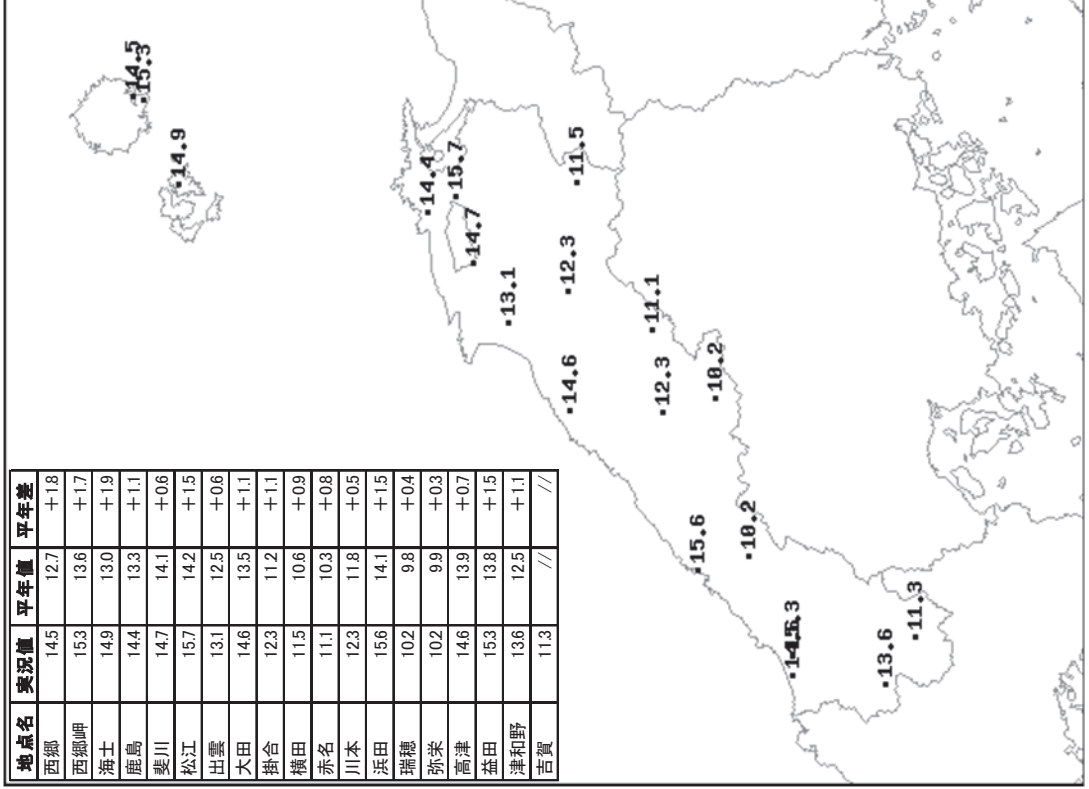 地点名 実況値 平年値 平年差
西郷 14.5 12.7 +1.8
西郷岬 15.3 13.6 +1.7
海士 14.9 13.0 +1.9
鹿島 14.4 13.3 +1.1
斐川 14.7 14.1 +0.6
松江 15.7 14.2 +1.5
出雲 13.1 12.5 +0.6
大田 14.6 13.5 +1.1
掛合 12.3 11.2 +1.1
横田 11.5 10.6 +0.9
赤名 11.1 10.3 +0.8
川本 12.3 11.8 +0.5
浜田 15.6 14.1 +1.5
瑞穂 10.2 9.8 +0.4
弥栄 10.2 9.9 +0.3
高津 14.6 13.9 +0.7
益田 15.3 13.8 +1.5
津和野 13.6 12.5 +1.1
吉賀 11.3 // //
14.5
15.3
14.9
14.4
15.7
14.7
13.1
11.5
12.3
14.6
11.1
12.3
10.2
15.6
10.2
13.6
11.3